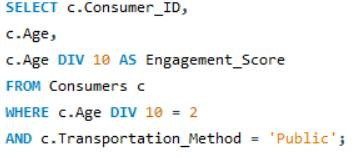 SELECT c.Consumer_ID,
c.Age,
c.Age DIV 10 AS Engagement_Score
FROM Consumers c
WHERE c.Age DIV 10 = 2
AND c.Transportation_Method = 'Public';